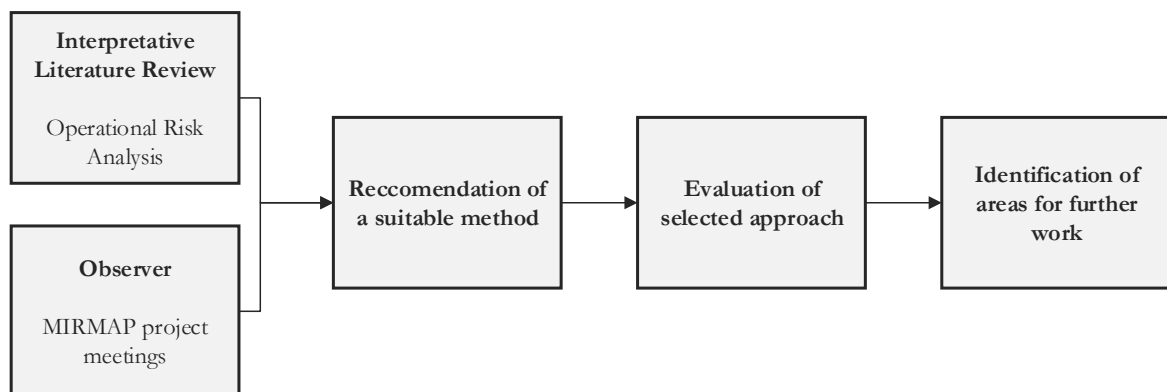 Interpretative
Literature Review
Operational Risk
Analysis
Observer
MIRMAP project
meetings
Reccomendation of
a suitable method
Evaluation of
selected approach
Identification of
areas for further
work